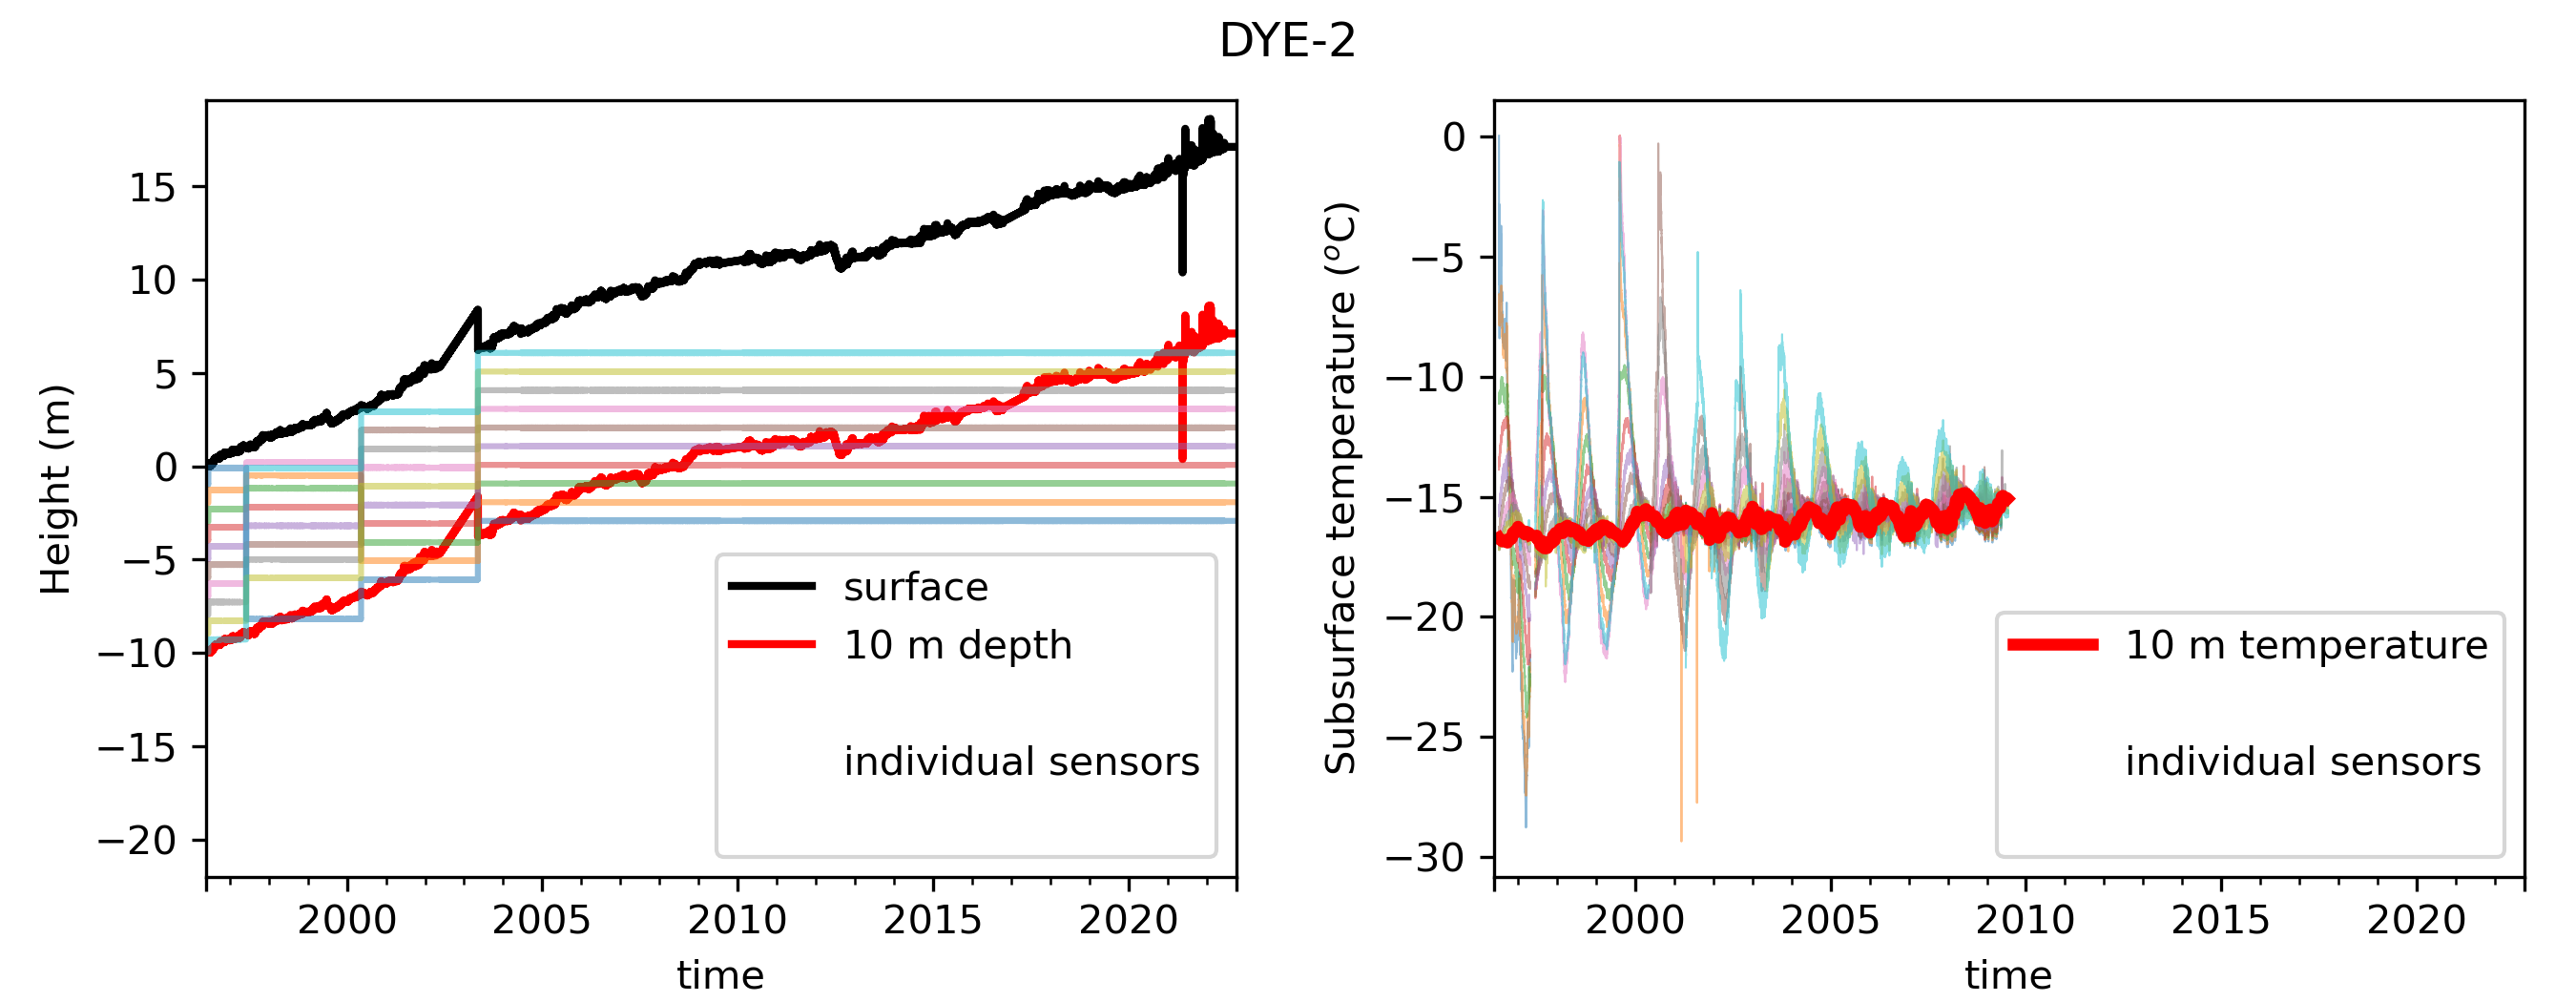 DYE-2
Height (m)
15
10
5
0
−5
−10
−15
−20
2000 2005 2010 2015 2020
time
surface
10 m depth
individual sensors
Subsurface temperature (°C)
0
−5
−10
−15
−20
−25
−30
2000 2005 2010 2015 2020
time
10 m temperature
individual sensors